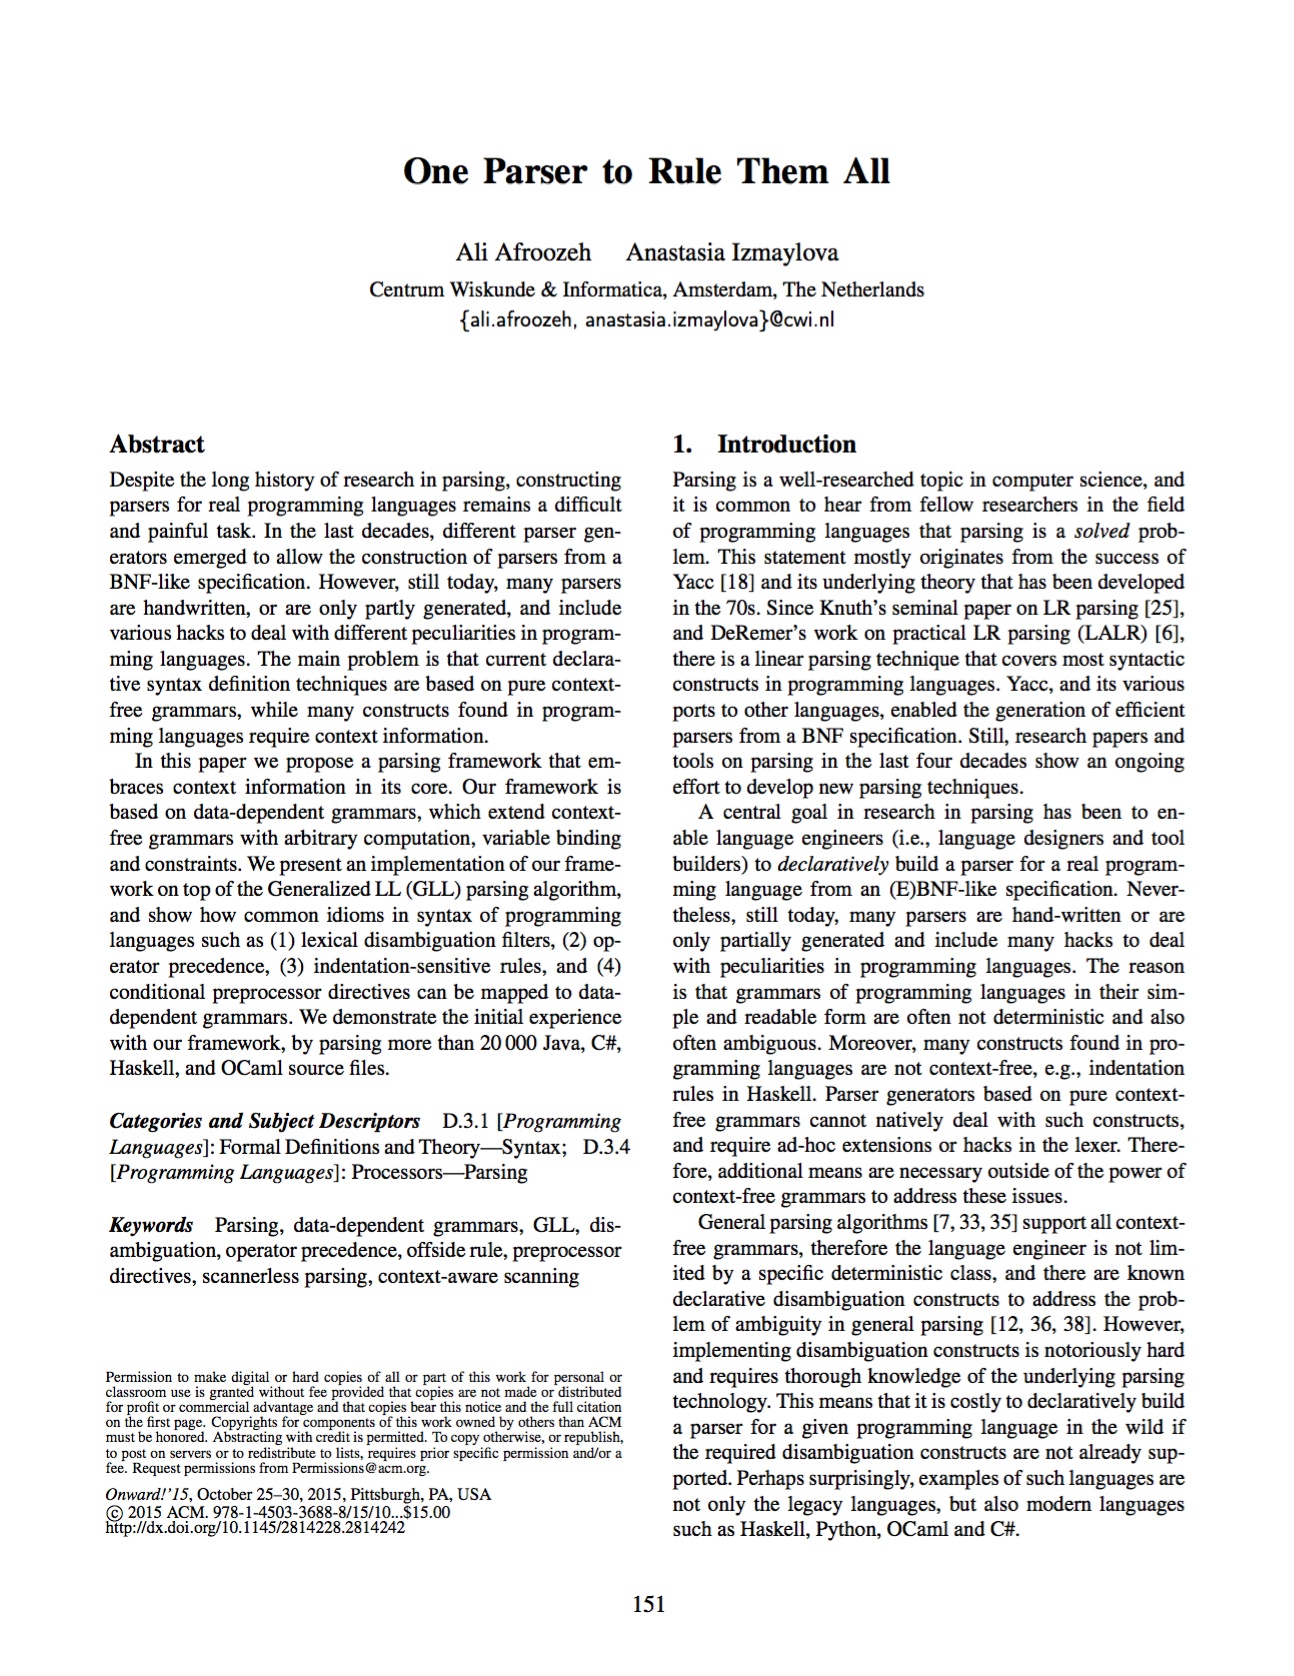 One Parser to Rule Them All
Ali Afroozeh Anastasia Izmaylova
Centrum Wiskunde & Informatica, Amsterdam, The Netherlands
{ali.afroozeh, anastasia.izmaylova}@cwi.nl
Abstract
Despite the long history of research in parsing, constructing
parsers for real programming languages remains a difficult
and painful task. In the last decades, different parser gen-
erators emerged to allow the construction of parsers from a
BNF-like specification. However, still today, many parsers
are handwritten, or are only partly generated, and include
various hacks to deal with different peculiarities in program-
ming languages. The main problem is that current declara-
tive syntax definition techniques are based on pure context-
free grammars, while many constructs found in program-
ming languages require context information.
In this paper we propose a parsing framework that em-
braces context information in its core. Our framework is
based on data-dependent grammars, which extend context-
free grammars with arbitrary computation, variable binding
and constraints. We present an implementation of our frame-
work on top of the Generalized LL (GLL) parsing algorithm,
and show how common idioms in syntax of programming
languages such as (1) lexical disambiguation filters, (2) op-
erator precedence, (3) indentation-sensitive rules, and (4)
conditional preprocessor directives can be mapped to data-
dependent grammars. We demonstrate the initial experience
with our framework, by parsing more than 20 000 Java, C#,
Haskell, and OCaml source files.
Categories and Subject Descriptors D.3.1 [Programming
Languages]: Formal Definitions and Theory—Syntax; D.3.4
[Programming Languages]: Processors—Parsing
Keywords Parsing, data-dependent grammars, GLL, dis-
ambiguation, operator precedence, offside rule, preprocessor
directives, scannerless parsing, context-aware scanning
Permission to make digital or hard copies of all or part of this work for personal or
classroom use is granted without fee provided that copies are not made or distributed
for profit or commercial advantage and that copies bear this notice and the full citation
on the first page. Copyrights for components of this work owned by others than ACM
must be honored. Abstracting with credit is permitted. To copy otherwise, or republish,
to post on servers or to redistribute to lists, requires prior specific permission and/or a
fee. Request permissions from Permissions@acm.org.
Onward!'15, October 25–30, 2015, Pittsburgh, PA, USA
© 2015 ACM. 978-1-4503-3688-8/15/10...$15.00
http://dx.doi.org/10.1145/2814228.2814242
1. Introduction
Parsing is a well-researched topic in computer science, and
it is common to hear from fellow researchers in the field
of programming languages that parsing is a solved prob-
lem. This statement mostly originates from the success of
Yacc [18] and its underlying theory that has been developed
in the 70s. Since Knuth's seminal paper on LR parsing [25],
and DeRemer's work on practical LR parsing (LALR) [6],
there is a linear parsing technique that covers most syntactic
constructs in programming languages. Yacc, and its various
ports to other languages, enabled the generation of efficient
parsers from a BNF specification. Still, research papers and
tools on parsing in the last four decades show an ongoing
effort to develop new parsing techniques.
A central goal in research in parsing has been to en-
able language engineers (i.e., language designers and tool
builders) to declaratively build a parser for a real program-
ming language from an (E)BNF-like specification. Never-
theless, still today, many parsers are hand-written or are
only partially generated and include many hacks to deal
with peculiarities in programming languages. The reason
is that grammars of programming languages in their sim-
ple and readable form are often not deterministic and also
often ambiguous. Moreover, many constructs found in pro-
gramming languages are not context-free, e.g., indentation
rules in Haskell. Parser generators based on pure context-
free grammars cannot natively deal with such constructs,
and require ad-hoc extensions or hacks in the lexer. There-
fore, additional means are necessary outside of the power of
context-free grammars to address these issues.
General parsing algorithms [7, 33, 35] support all context-
free grammars, therefore the language engineer is not lim-
ited by a specific deterministic class, and there are known
declarative disambiguation constructs to address the prob-
lem of ambiguity in general parsing [12, 36, 38]. However,
implementing disambiguation constructs is notoriously hard
and requires thorough knowledge of the underlying parsing
technology. This means that it is costly to declaratively build
a parser for a given programming language in the wild if
the required disambiguation constructs are not already sup-
ported. Perhaps surprisingly, examples of such languages are
not only the legacy languages, but also modern languages
such as Haskell, Python, OCaml and C#.
151